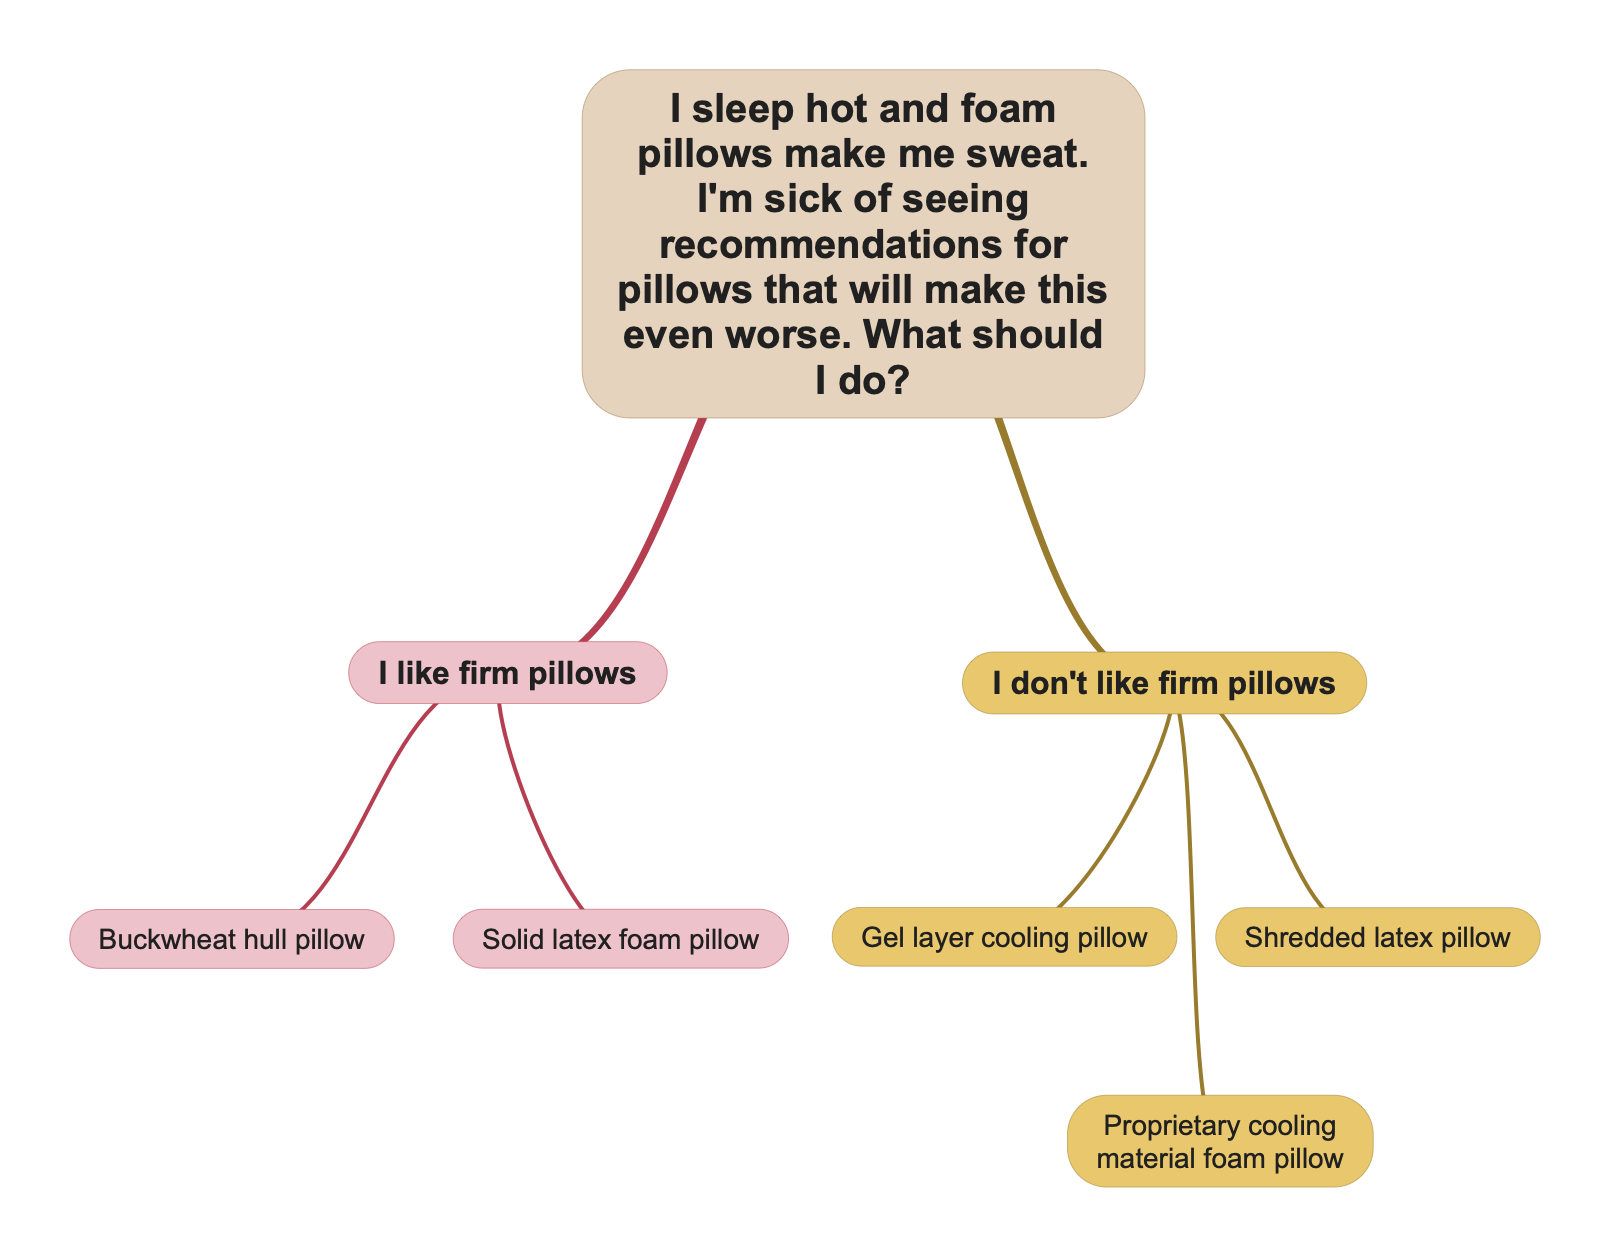 I sleep hot and foam
pillows make me sweat.
I'm sick of seeing
recommendations for
pillows that will make this
even worse. What should
I do?
I like firm pillows
I don't like firm pillows
Buckwheat hull pillow
Solid latex foam pillow
Gel layer cooling pillow
Shredded latex pillow
Proprietary cooling
material foam pillow